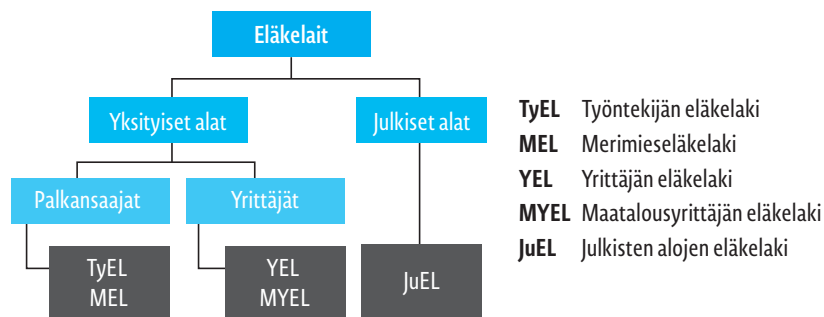 Eläkelait
Yksityiset alat
Julkiset alat
Palkansaajat
Yrittäjät
TyEL
MEL
YEL
MYEL
JuEL
TyEL Työntekijän eläkelaki
MEL Merimieseläkelaki
YEL Yrittäjän eläkelaki
MYEL Maatalousyrittäjän eläkelaki
JuEL Julkisten alojen eläkelaki